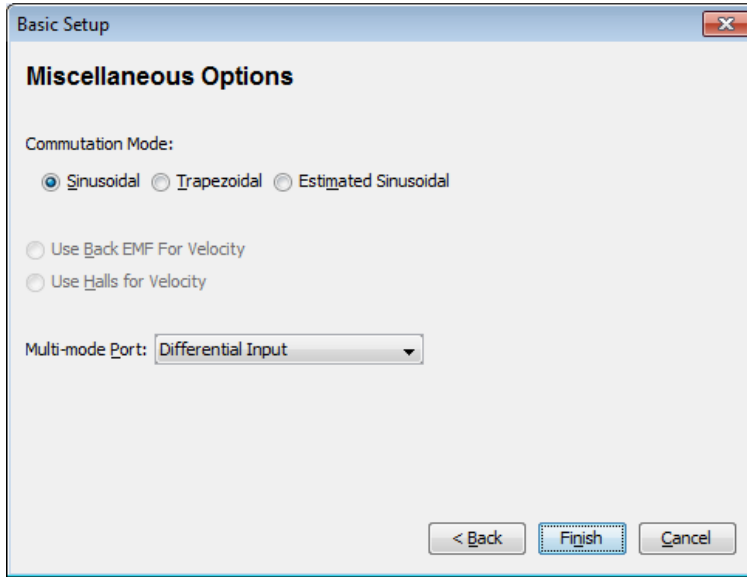 Basic Setup
Miscellaneous Options
Commutation Mode:
Sinusoidal Trapezoidal Estimated Sinusoidal
Use Back EMF For Velocity
Use Halls for Velocity
Multi-mode Port: Differential Input
< Back Finish Cancel